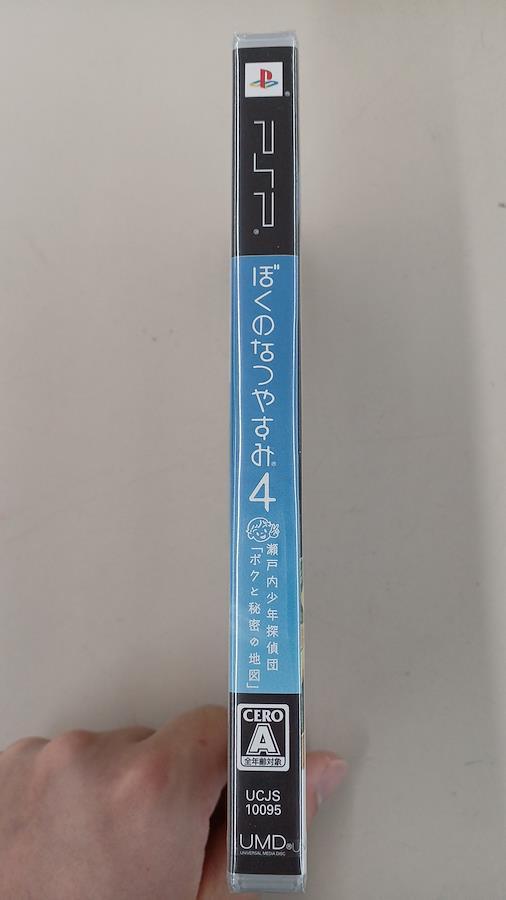 PSP®
ぼくのなつやすみ®4
瀬戸内少年探偵団
「ボクと秘密の地図」
CERO
A
全年齢対象
UCJS
10095
UMD®
UNIVERSAL MEDIA DISC